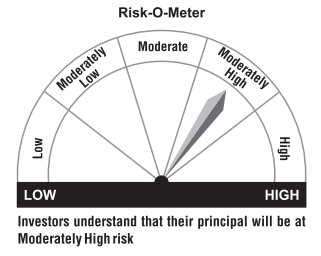 Risk-O-Meter
Moderate
Moderately
Low
Moderately
High
Low
High
LOW
HIGH
Investors understand that their principal will be at
Moderately High risk